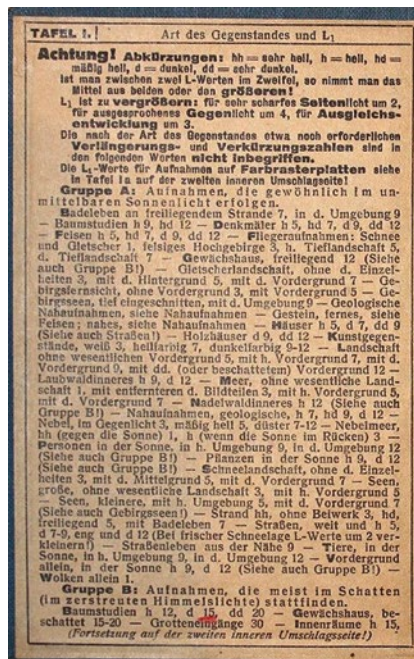 TAFEL I.! Art des Gegenstandes und L₁
Achtung! Abkürzungen: hh = sehr hell, h = hell, hd =
mäßig hell, d = dunkel, dd = sehr dunkel.
Ist man zwischen zwei L-Werten im Zweifel, so nimmt man das
Mittel aus beiden oder den größeren!
L₁ ist zu vergrößern: für sehr scharfes Seitenlicht um 2,
für ausgesprochenes Gegenlicht um 4, für Ausgleichs-
entwicklung um 3.
Die nach der Art des Gegenstandes etwa noch erforderlichen
Verlängerungs- und Verkürzungszahlen sind in
den folgenden Worten nicht inbegriffen.
Die L₁-Werte für Aufnahmen auf Farbrasterplatten siehe
in Tafel Ia auf der zweiten inneren Umschlagseite!
Gruppe A: Aufnahmen, die gewöhnlich im un-
mittelbaren Sonnenlicht erfolgen.
Badeleben an freiliegendem Strande 7, in d. Umgebung 9
— Baumstudien h 9, hd 12 — Denkmäler h 5, hd 7, d 9, dd 12
— Felsen h 5, hd 7, d 9, dd 12 — Fliegeraufnahmen: Schnee
und Gletscher 1, felsiges Hochgebirge 3, h. Tieflandschaft 5,
d. Tieflandschaft 7 — Gewächshaus, freiliegend 12 (Siehe
auch Gruppe B!) — Gletscherlandschaft, ohne d. Einzel-
heiten 3, mit d. Hintergrund 5, mit d. Vordergrund 7 — Ge-
birgsfernsicht, ohne Vordergrund 3, mit Vordergrund 5 — Ge-
birgsseen, tief eingeschnitten, mit d. Umgebung 9 — Geologische
Nahaufnahmen, siehe Nahaufnahmen — Gestein, fernes, siehe
Felsen; nahes, siehe Nahaufnahmen — Häuser h 5, d 7, dd 9
(Siehe auch Straßen!) — Holzhäuser d 9, dd 12 — Kunstgegen-
stände, weiß 3, hellfarbig 7, dunkelfarbig 9-12 — Landschaft
ohne wesentlichen Vordergrund 5, mit h. Vordergrund 7, mit d.
Vordergrund 9, mit dd. (oder beschattetem) Vordergrund 12 —
Laubwaldinneres h 9, d 12 — Meer, ohne wesentliche Land-
schaft 1, mit entfernteren d. Bildteilen 3, mit h. Vordergrund 5,
mit d. Vordergrund 7 — Nadelwaldinneres h 12 (Siehe auch
Gruppe B!) — Nahaufnahmen, geologische, h 7, hd 9, d 12 —
Nebel, im Gegenlicht 3, mäßig hell 5, düster 7-12 — Nebelmeer,
hh (gegen die Sonne) 1, h (wenn die Sonne im Rücken) 3 —
Personen in der Sonne, in h. Umgebung 9, in d. Umgebung 12
(Siehe auch Gruppe B!) — Pflanzen in der Sonne h 9, d 12
(Siehe auch Gruppe B!) — Schneelandschaft, ohne d. Einzel-
heiten 3, mit d. Mittelgrund 5, mit d. Vordergrund 7 — Seen,
große, ohne wesentliche Landschaft 3, mit h. Vordergrund 5
— Seen, kleinere, mit h. Umgebung 5, mit d. Vordergrund 7
(Siehe auch Gebirgsseen!) — Strand hh, ohne Beiwerk 3, hd,
freiliegend 5, mit Badeleben 7 — Straßen, weit und h 5,
d 7-9, eng und d 12 (Bei frischer Schneelage L-Werte um 2 ver-
kleinern!) — Straßenleben aus der Nähe 9 — Tiere, in der
Sonne, in h. Umgebung 9, in d. Umgebung 12 — Vordergrund
allein, in der Sonne h 9, d 12 (Siehe auch Gruppe B!) —
Wolken allein 1.
Gruppe B: Aufnahmen, die meist im Schatten
(im zerstreuten Himmelslichte) stattfinden.
Baumstudien h 12, d 15, dd 20 — Gewächshaus, be-
schattet 15-20 — Grotteneingänge 30 — Innenräume h 15,
(Fortsetzung auf der zweiten inneren Umschlagseite!)